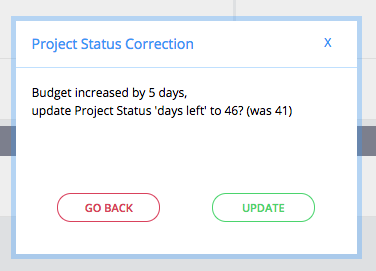 Project Status Correction X
Budget increased by 5 days,
update Project Status 'days left' to 46? (was 41)
GO BACK UPDATE